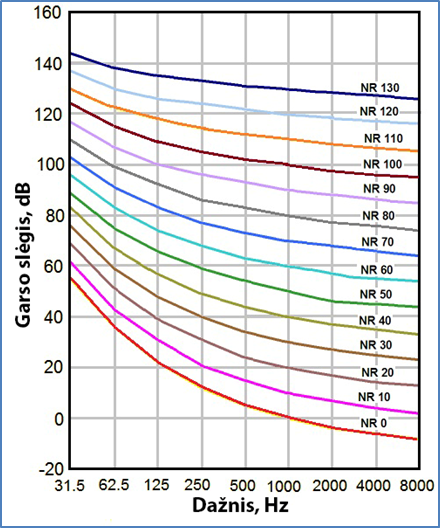 Garso slėgis, dB
160
140
120
100
80
60
40
20
0
-20
NR 130
NR 120
NR 110
NR 100
NR 90
NR 80
NR 70
NR 60
NR 50
NR 40
NR 30
NR 20
NR 10
NR 0
31.5 62.5 125 250 500 1000 2000 4000 8000
Dažnis, Hz